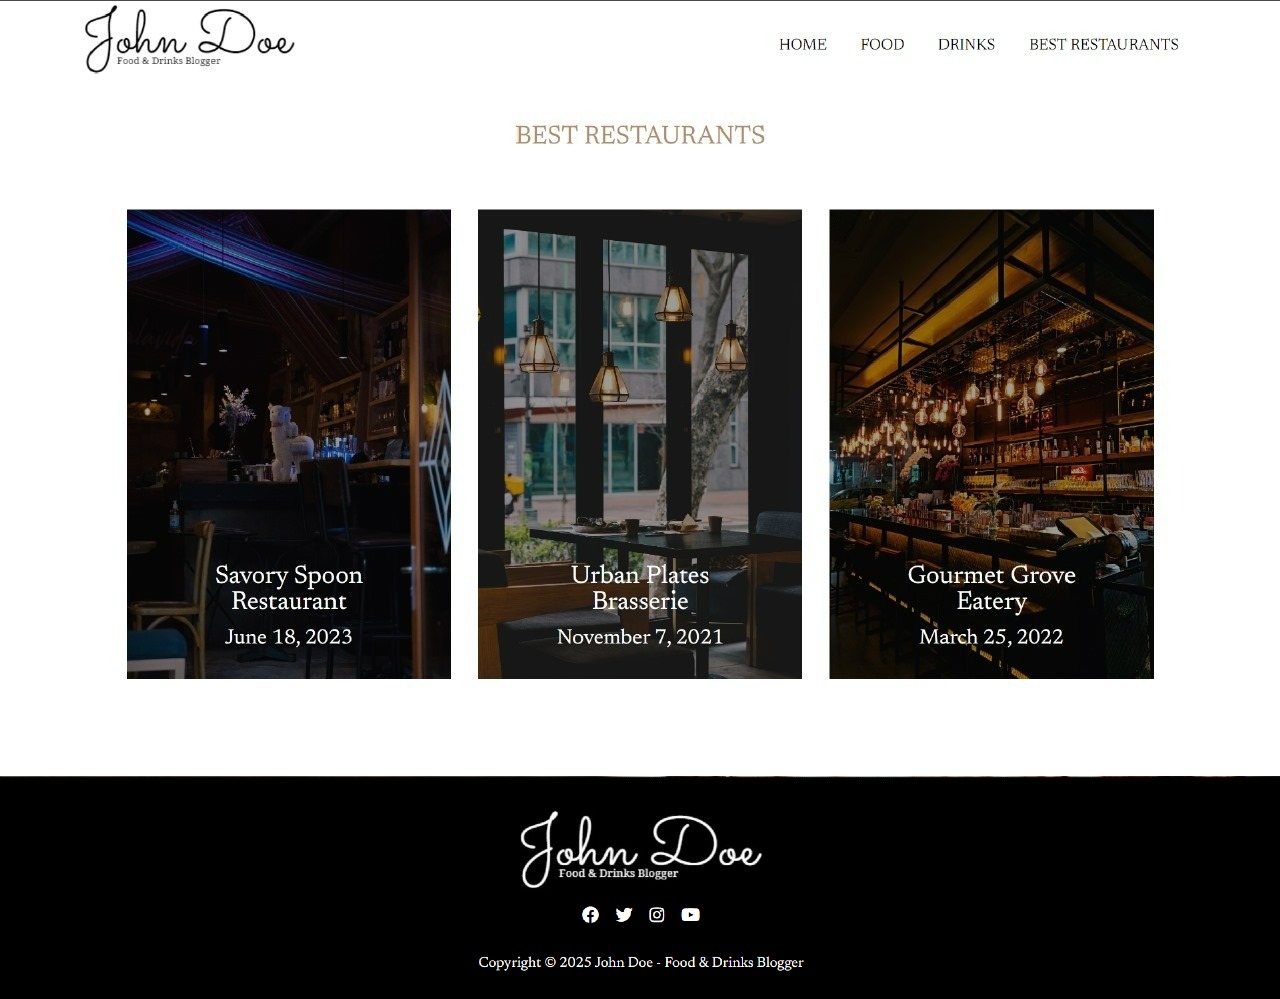 John Doe
Food & Drinks Blogger
HOME FOOD DRINKS BEST RESTAURANTS
BEST RESTAURANTS
Savory Spoon
Restaurant
June 18, 2023
Urban Plates
Brasserie
November 7, 2021
Gourmet Grove
Eatery
March 25, 2022
John Doe
Food & Drinks Blogger
Copyright © 2025 John Doe - Food & Drinks Blogger